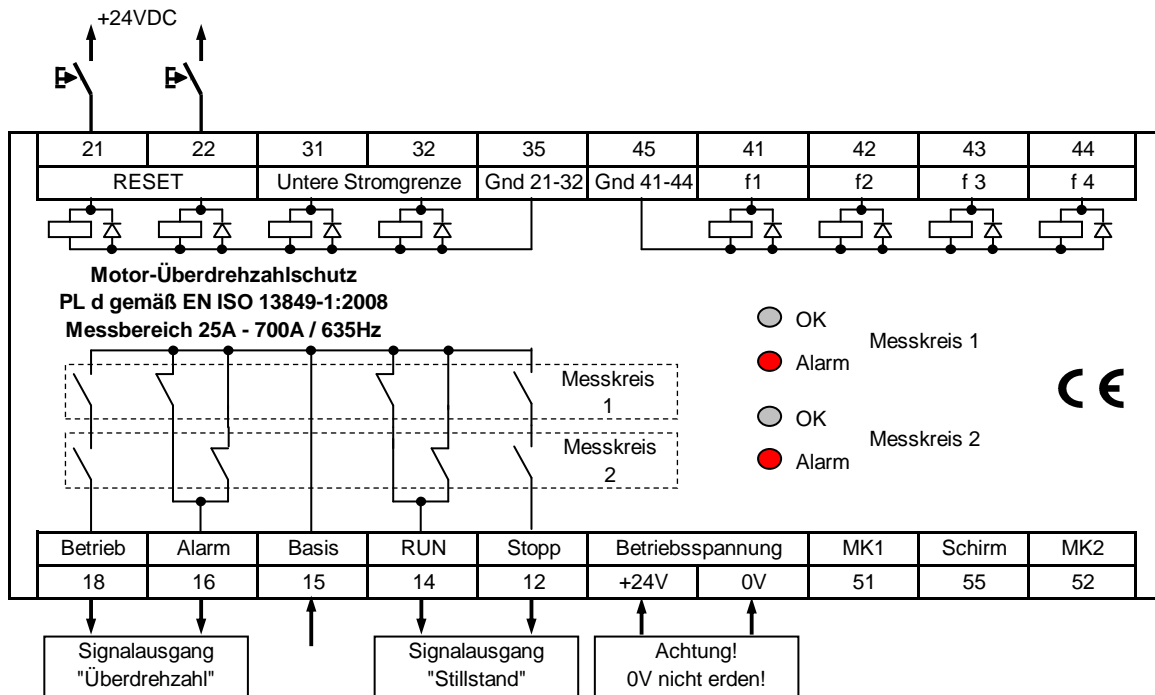 +24VDC
21 22 31 32 35 45 41 42 43 44
RESET Untere Stromgrenze Gnd 21-32 Gnd 41-44 f1 f2 f 3 f 4
Motor-Überdrehzahlschutz
PL d gemäß EN ISO 13849-1:2008
Messbereich 25A - 700A / 635Hz
OK
Messkreis 1
Alarm
OK
Messkreis 2
Alarm
CE
Messkreis
1
Messkreis
2
Betrieb Alarm Basis RUN Stopp Betriebsspannung MK1 Schirm MK2
18 16 15 14 12 +24V 0V 51 55 52
Signalausgang
"Überdrehzahl"
Signalausgang
"Stillstand"
Achtung!
0V nicht erden!